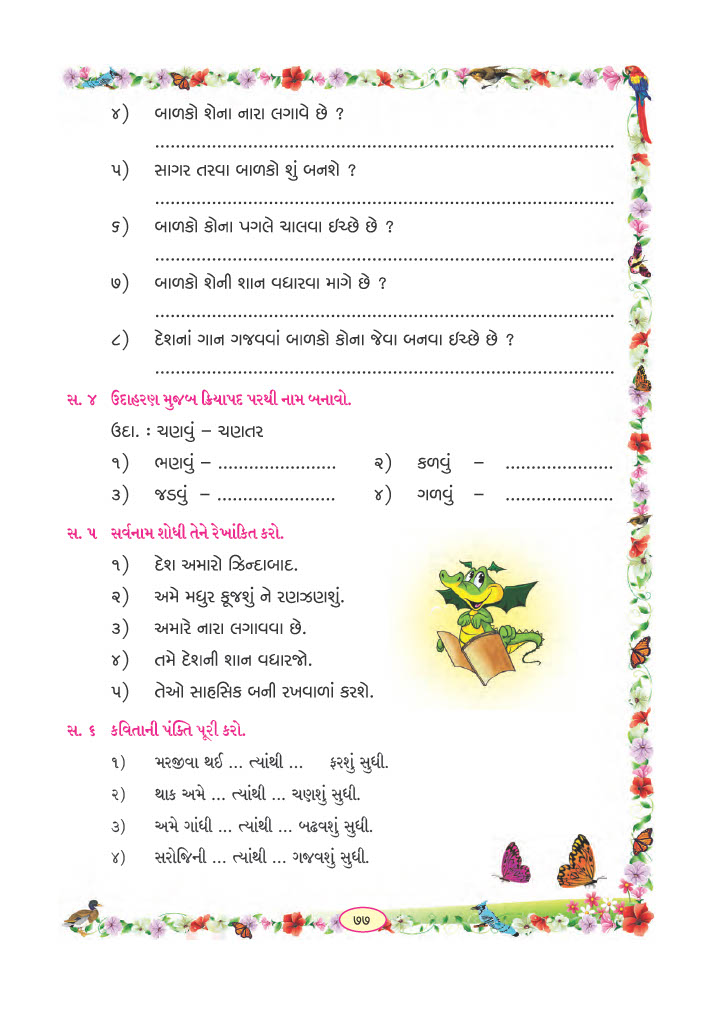 ૪) બાળકો શેના નારા લગાવે છે ?
........................................................................................
૫) સાગર તરવા બાળકો શું બનશે ?
........................................................................................
૬) બાળકો કોના પગલે ચાલવા ઈચ્છે છે ?
........................................................................................
૭) બાળકો શેની શાન વધારવા માગે છે ?
........................................................................................
૮) દેશનાં ગાન ગજવવાં બાળકો કોના જેવા બનવા ઈચ્છે છે ?
........................................................................................
સ. ૪ ઉદાહરણ મુજબ ક્રિયાપદ પરથી નામ બનાવો.
ઉદા. : ચણવું – ચણતર
૧) ભણવું – ....................... ૨) કળવું – .....................
૩) જડવું – ....................... ૪) ગળવું – .....................
સ. ૫ સર્વનામ શોધી તેને રેખાંકિત કરો.
૧) દેશ અમારો ઝિન્દાબાદ.
૨) અમે મધુર કૂજશું ને રણઝણશું.
૩) અમારે નારા લગાવવા છે.
૪) તમે દેશની શાન વધારજો.
૫) તેઓ સાહસિક બની રખવાળાં કરશે.
સ. ૬ કવિતાની પંક્તિ પૂરી કરો.
૧) મરજીવા થઈ ... ત્યાંથી ... ફરશું સુધી.
૨) થાક અમે ... ત્યાંથી ... ચણશું સુધી.
૩) અમે ગાંધી ... ત્યાંથી ... બઢવશું સુધી.
૪) સરોજિની ... ત્યાંથી ... ગજવશું સુધી.
૭૭